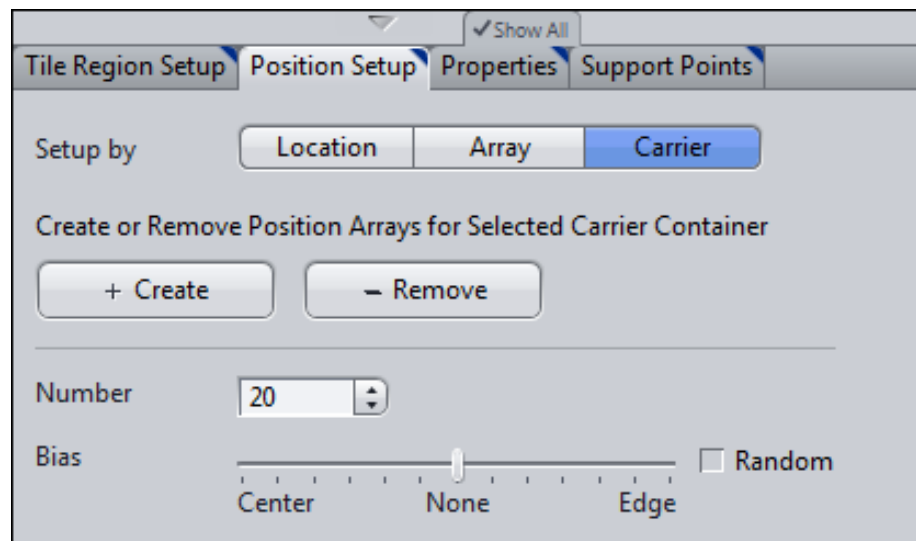 Show All
Tile Region Setup Position Setup Properties Support Points
Setup by Location Array Carrier
Create or Remove Position Arrays for Selected Carrier Container
+ Create − Remove
Number 20
Bias Random
Center None Edge